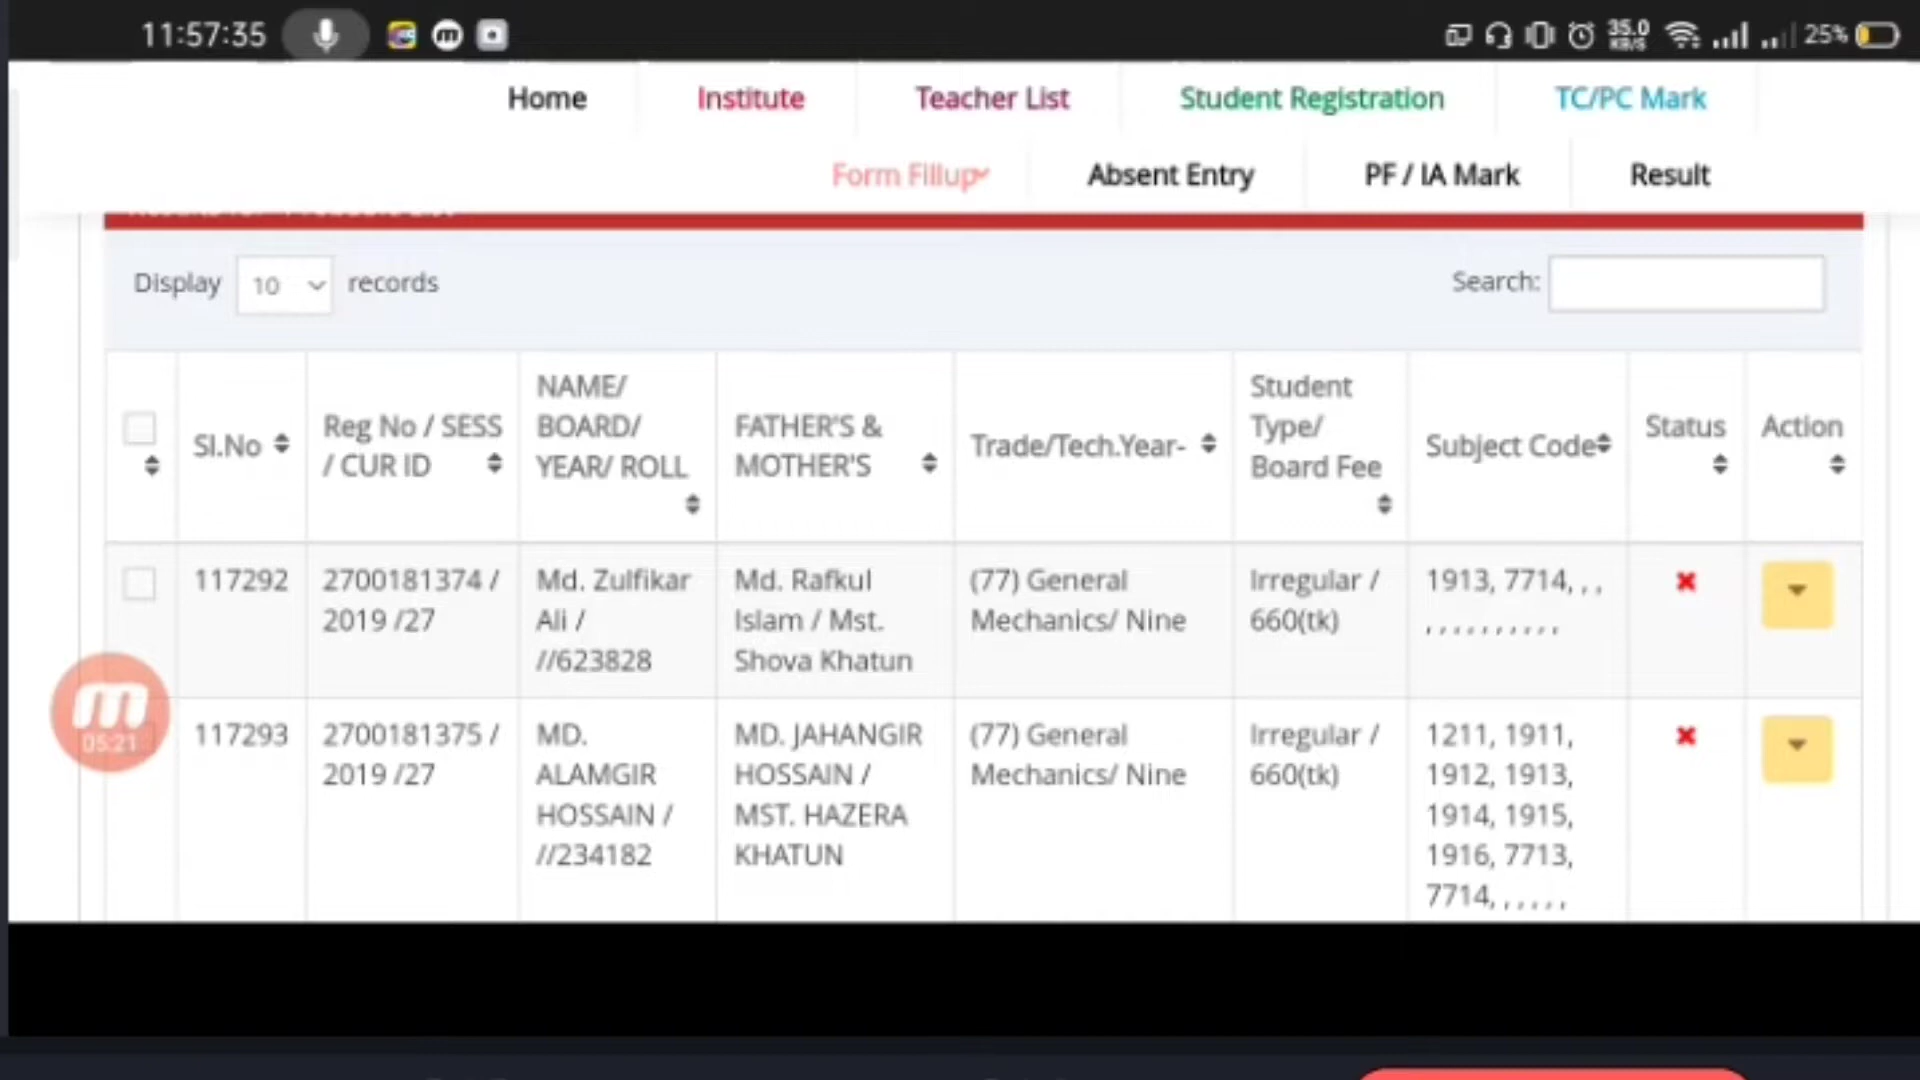 11:57:35 35.0 KB/S 25%
Home Institute Teacher List Student Registration TC/PC Mark
Form Fillup Absent Entry PF / IA Mark Result
Display 10 records Search:
Sl.No
Reg No / SESS
/ CUR ID
NAME/
BOARD/
YEAR/ ROLL
FATHER'S &
MOTHER'S
Trade/Tech.Year-
Student
Type/
Board Fee
Subject Code
Status
Action
117292
2700181374 /
2019 /27
Md. Zulfikar
Ali /
//623828
Md. Rafkul
Islam / Mst.
Shova Khatun
(77) General
Mechanics/ Nine
Irregular /
660(tk)
1913, 7714, , ,
, , , , , , , , , ,
117293
2700181375 /
2019 /27
MD.
ALAMGIR
HOSSAIN /
//234182
MD. JAHANGIR
HOSSAIN /
MST. HAZERA
KHATUN
(77) General
Mechanics/ Nine
Irregular /
660(tk)
1211, 1911,
1912, 1913,
1914, 1915,
1916, 7713,
7714, , , , , ,
05:21